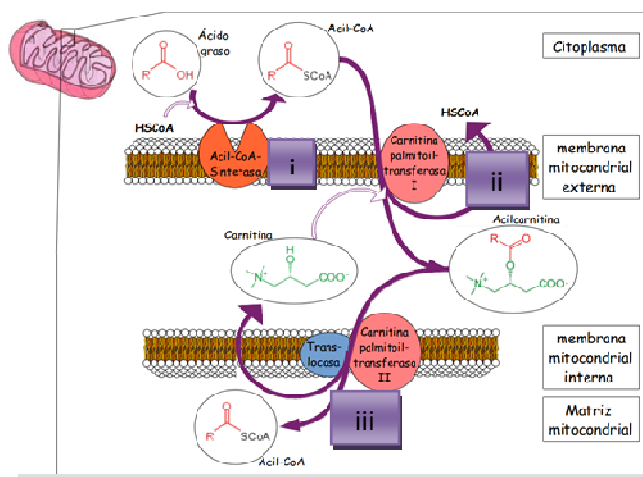 Ácido
graso
R
O
OH
Acil-CoA
R
O
SCoA
Citoplasma
HSCoA
HSCoA
Acil-CoA-
Sintetasa
i
Carnitina
palmitoil-
transferasa
I
ii
membrana
mitocondrial
externa
Carnitina
OH
N+
COO-
Acilcarnitina
R
O
O
N+
COO-
Trans-
locasa
Carnitina
palmitoil-
transferasa
II
membrana
mitocondrial
interna
iii
R
O
SCoA
Acil-CoA
Matriz
mitocondrial